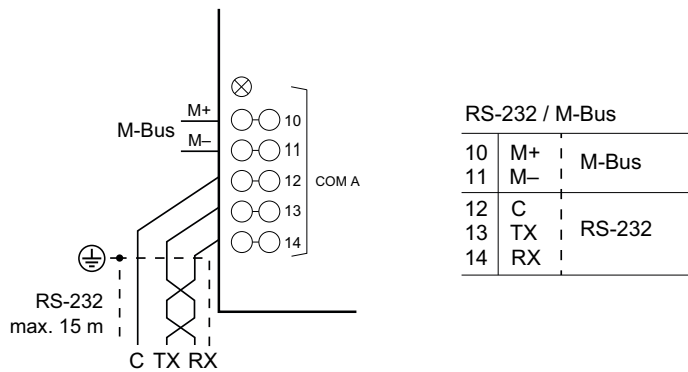 M+
M-Bus
M–
10
11
12
13
14
COM A
RS-232
max. 15 m
C TX RX
RS-232 / M-Bus
10 M+
M-Bus
11 M–
12 C
13 TX RS-232
14 RX